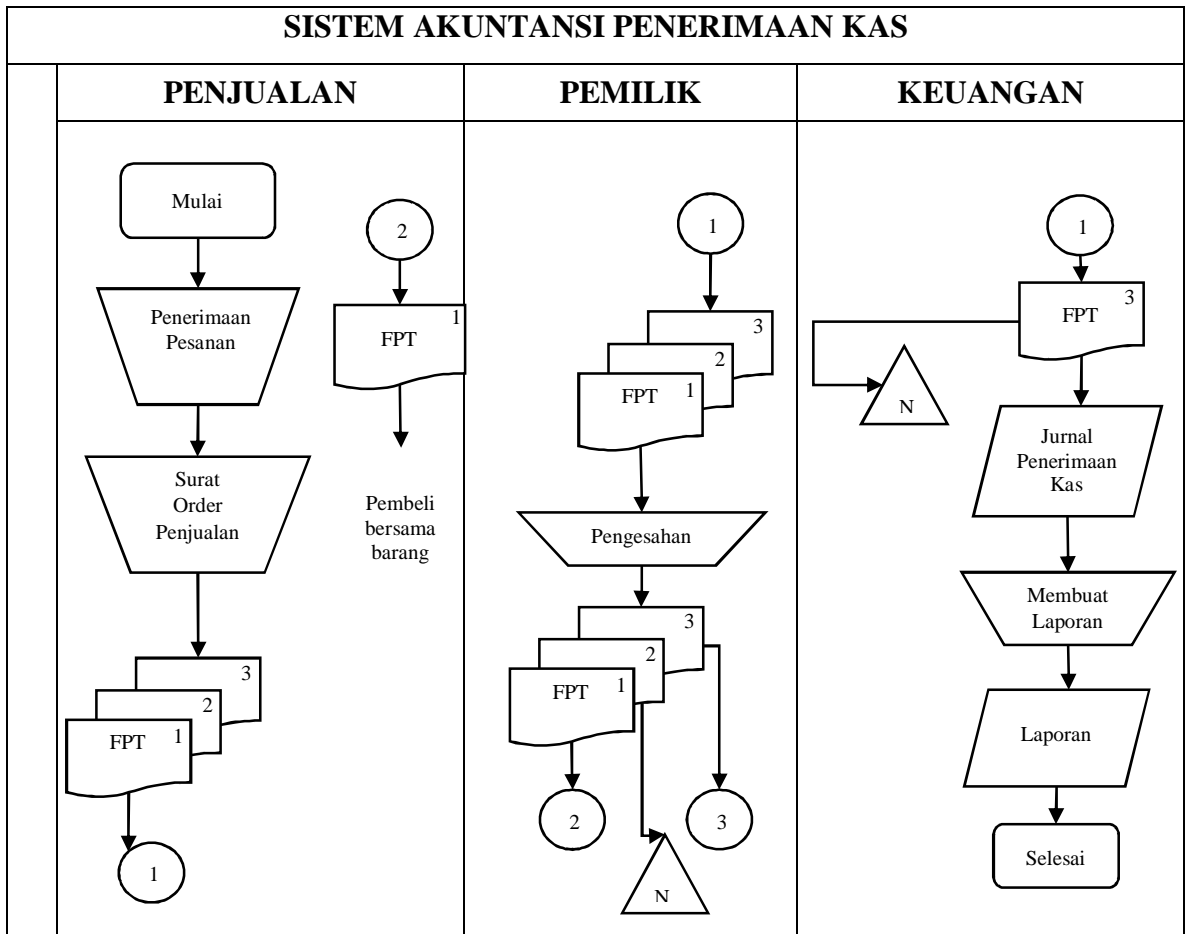 SISTEM AKUNTANSI PENERIMAAN KAS
PENJUALAN
PEMILIK
KEUANGAN
Mulai
Penerimaan
Pesanan
Surat
Order
Penjualan
3
2
FPT 1
1
2
1
FPT
Pembeli
bersama
barang
1
3
2
FPT 1
Pengesahan
3
2
FPT 1
2
3
N
1
3
FPT
N
Jurnal
Penerimaan
Kas
Membuat
Laporan
Laporan
Selesai